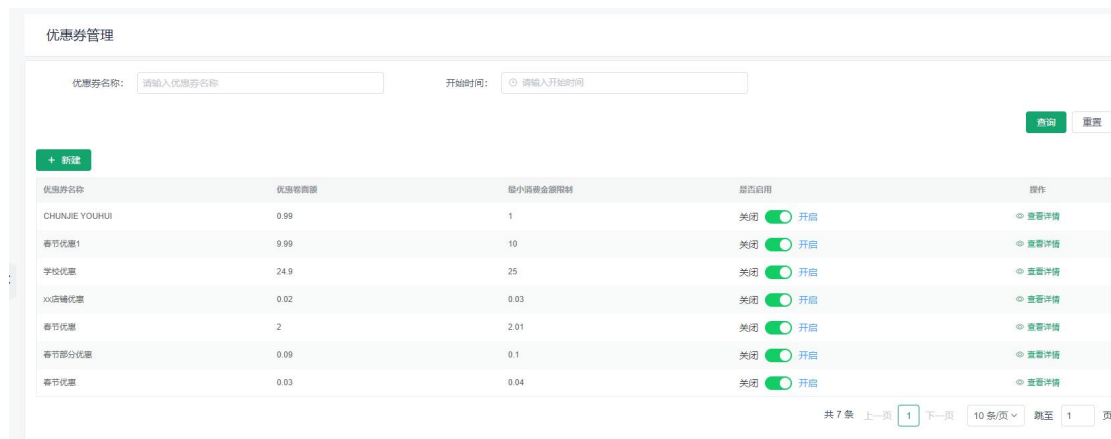 优惠券管理
优惠券名称： 请输入优惠券名称 开始时间： 请输入开始时间
查询 重置
+ 新建
优惠券名称 优惠卷面额 最小消费金额限制 是否启用 操作
CHUNJIE YOUHUI 0.99 1 关闭 开启 查看详情
春节优惠1 9.99 10 关闭 开启 查看详情
学校优惠 24.9 25 关闭 开启 查看详情
xx店铺优惠 0.02 0.03 关闭 开启 查看详情
春节优惠 2 2.01 关闭 开启 查看详情
春节部分优惠 0.09 0.1 关闭 开启 查看详情
春节优惠 0.03 0.04 关闭 开启 查看详情
共 7 条 上一页 1 下一页 10 条/页 跳至 1 页